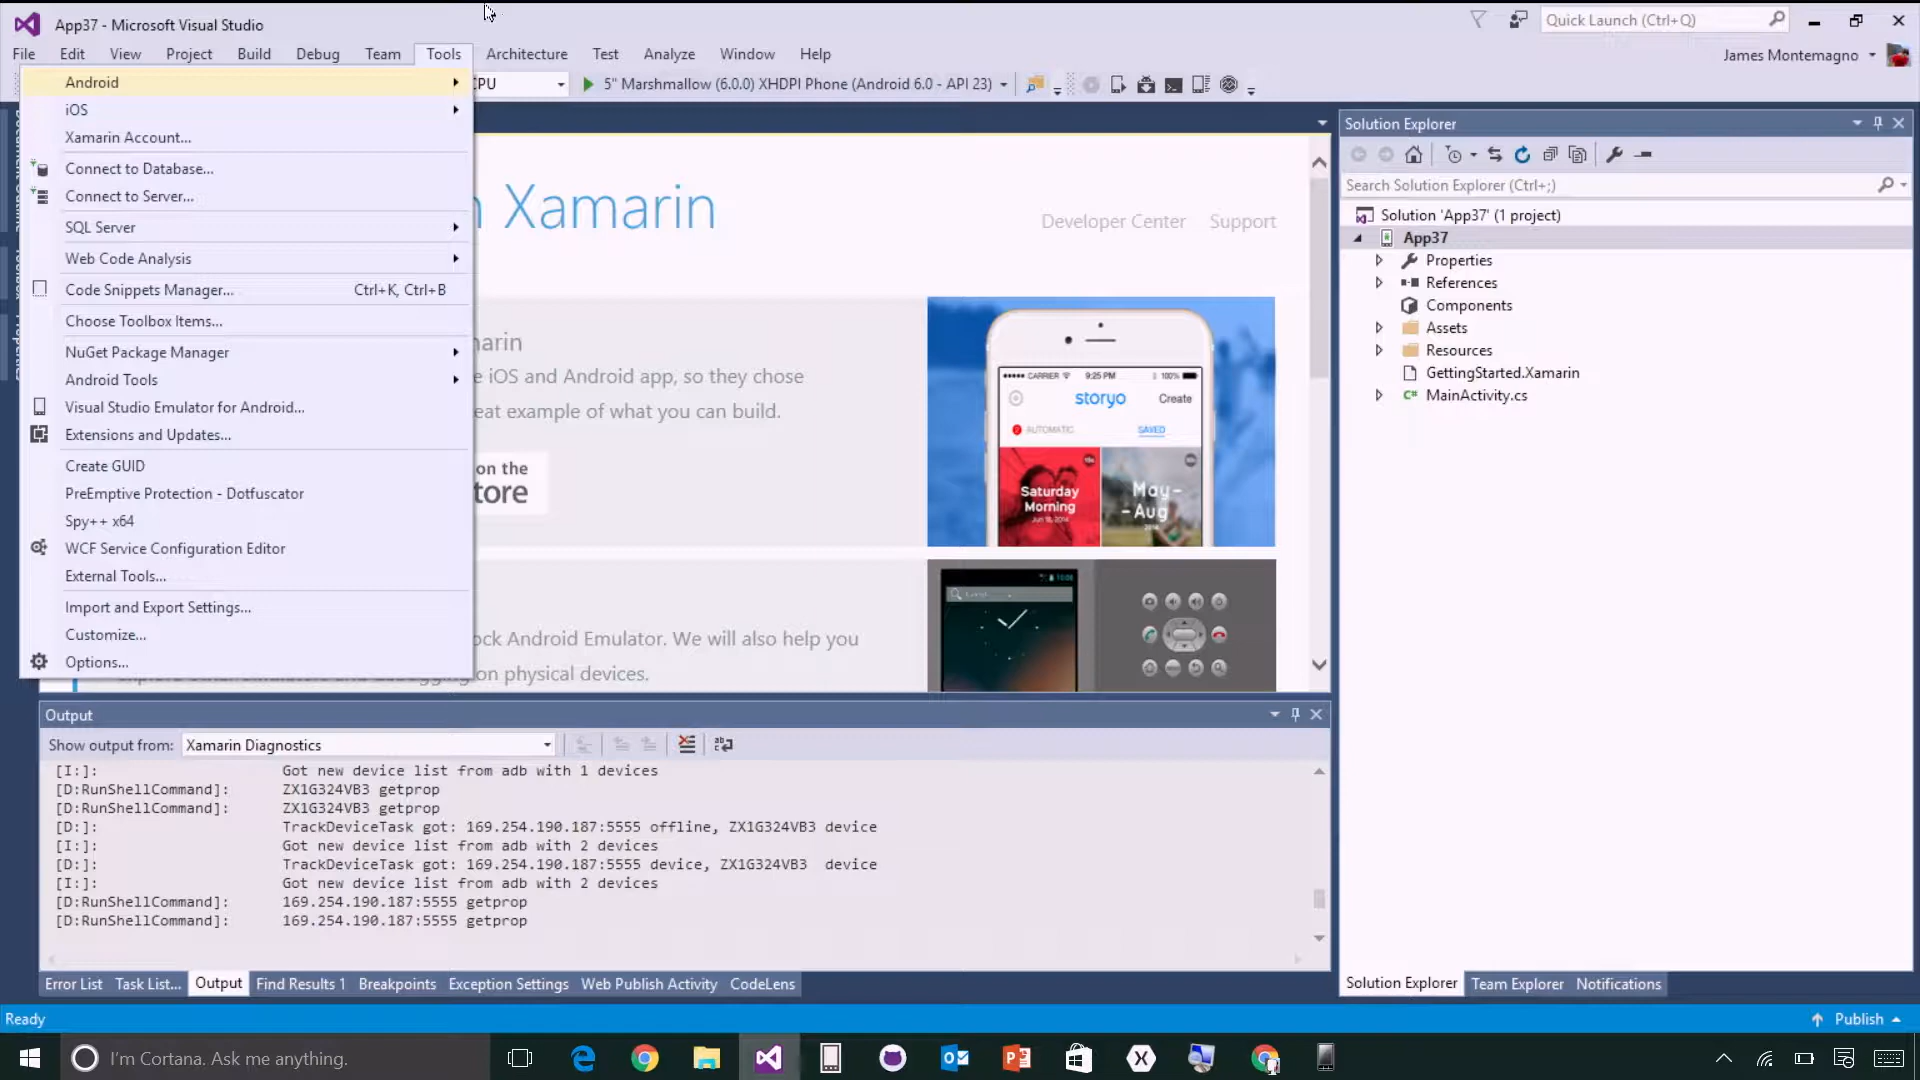 App37 - Microsoft Visual Studio
Quick Launch (Ctrl+Q)
File Edit View Project Build Debug Team Tools Architecture Test Analyze Window Help
James Montemagno
Android
iOS
Xamarin Account...
Connect to Database...
Connect to Server...
SQL Server
Web Code Analysis
Code Snippets Manager... Ctrl+K, Ctrl+B
Choose Toolbox Items...
NuGet Package Manager
Android Tools
Visual Studio Emulator for Android...
Extensions and Updates...
Create GUID
PreEmptive Protection - Dotfuscator
Spy++ x64
WCF Service Configuration Editor
External Tools...
Import and Export Settings...
Customize...
Options...
CPU
5" Marshmallow (6.0.0) XHDPI Phone (Android 6.0 - API 23)
Xamarin
Developer Center Support
iOS and Android app, so they chose
example of what you can build.
on the
CARRIER 9:25 PM 100%
storyo Create
2 AUTOMATIC SAVED
Saturday
Morning
May-
-Aug
Android Emulator. We will also help you
on physical devices.
Solution Explorer
Search Solution Explorer (Ctrl+;)
Solution 'App37' (1 project)
App37
Properties
References
Components
Assets
Resources
GettingStarted.Xamarin
MainActivity.cs
Output
Show output from: Xamarin Diagnostics
[I:]: Got new device list from adb with 1 devices
[D:RunShellCommand]: ZX1G324VB3 getprop
[D:RunShellCommand]: ZX1G324VB3 getprop
[D:]: TrackDeviceTask got: 169.254.190.187:5555 offline, ZX1G324VB3 device
[I:]: Got new device list from adb with 2 devices
[D:]: TrackDeviceTask got: 169.254.190.187:5555 device, ZX1G324VB3 device
[I:]: Got new device list from adb with 2 devices
[D:RunShellCommand]: 169.254.190.187:5555 getprop
[D:RunShellCommand]: 169.254.190.187:5555 getprop
Error List Task List... Output Find Results 1 Breakpoints Exception Settings Web Publish Activity CodeLens
Solution Explorer Team Explorer Notifications
Ready
Publish
I'm Cortana. Ask me anything.